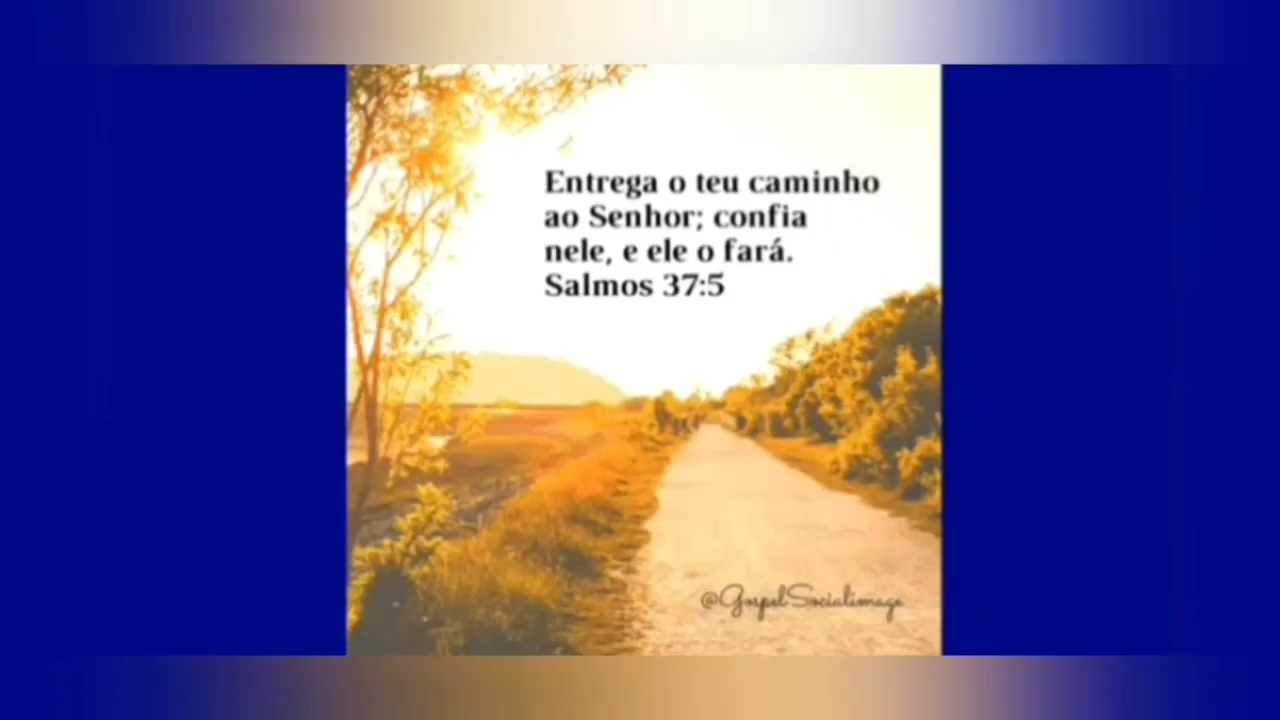 Entrega o teu caminho
ao Senhor; confia
nele, e ele o fará.
Salmos 37:5
@GospelSocialimage